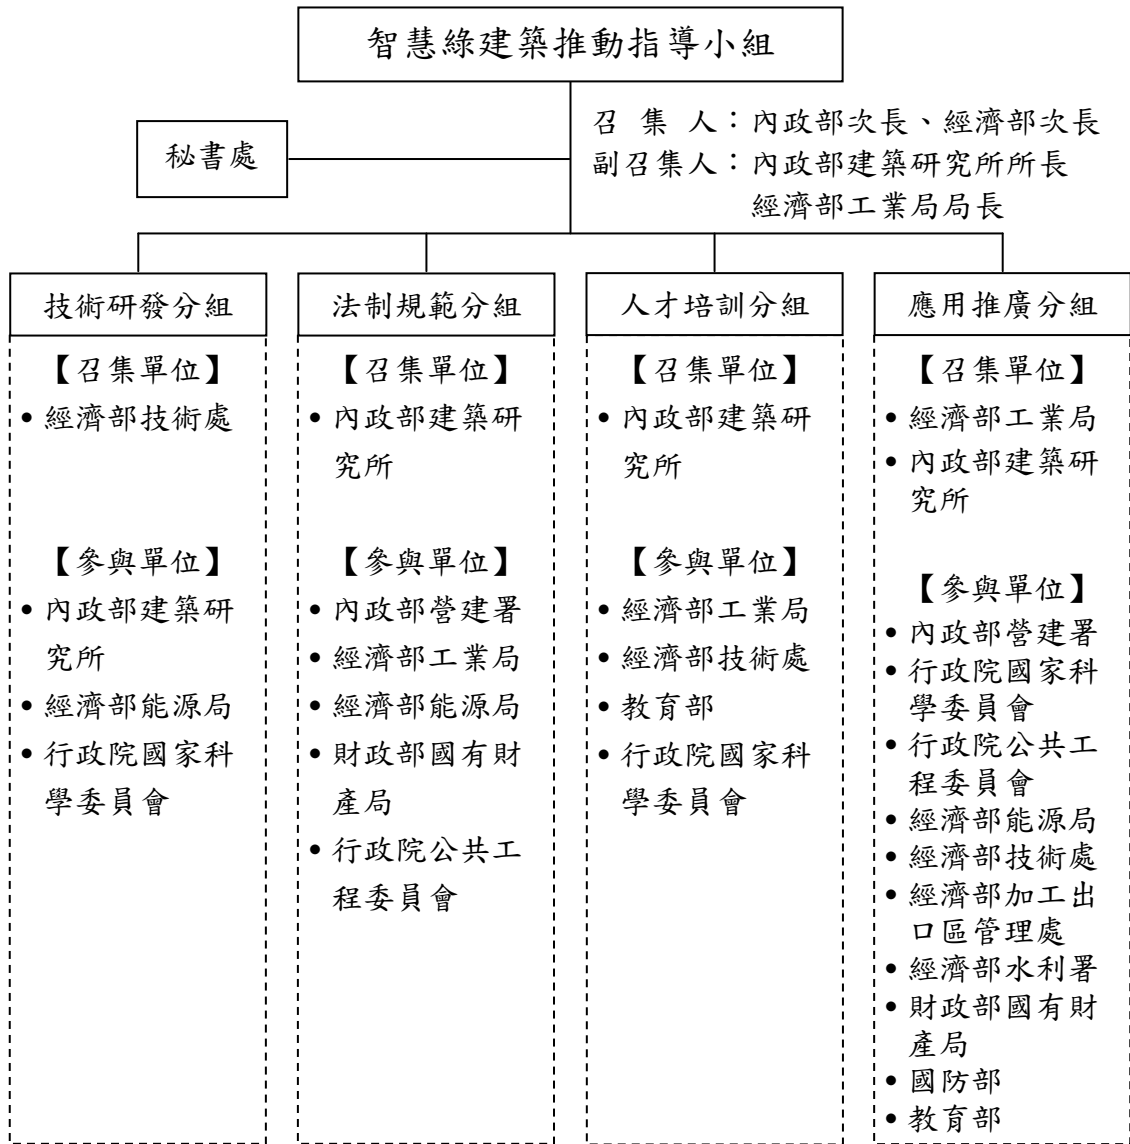 智慧綠建築推動指導小組
秘書處
召 集 人：內政部次長、經濟部次長
副召集人：內政部建築研究所所長
經濟部工業局局長
技術研發分組
【召集單位】
• 經濟部技術處
【參與單位】
• 內政部建築研
究所
• 經濟部能源局
• 行政院國家科
學委員會
法制規範分組
【召集單位】
• 內政部建築研
究所
【參與單位】
• 內政部營建署
• 經濟部工業局
• 經濟部能源局
• 財政部國有財
產局
• 行政院公共工
程委員會
人才培訓分組
【召集單位】
• 內政部建築研
究所
【參與單位】
• 經濟部工業局
• 經濟部技術處
• 教育部
• 行政院國家科
學委員會
應用推廣分組
【召集單位】
• 經濟部工業局
• 內政部建築研
究所
【參與單位】
• 內政部營建署
• 行政院國家科
學委員會
• 行政院公共工
程委員會
• 經濟部能源局
• 經濟部技術處
• 經濟部加工出
口區管理處
• 經濟部水利署
• 財政部國有財
產局
• 國防部
• 教育部